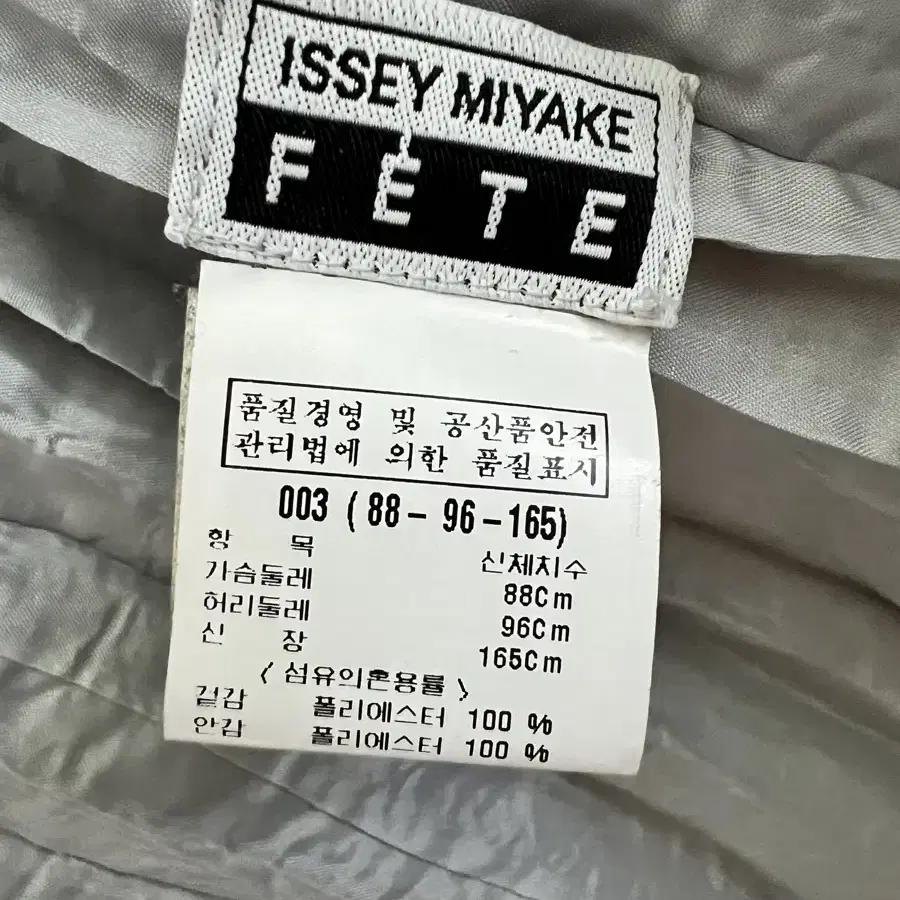 ISSEY MIYAKE
FÊTE
품질경영 및 공산품안전
관리법에 의한 품질표시
003 ( 88 - 96 - 165)
항 목 신체치수
가슴둘레 88Cm
허리둘레 96Cm
신 장 165Cm
< 섬유의혼용률 >
겉감 폴리에스터 100 %
안감 폴리에스터 100 %